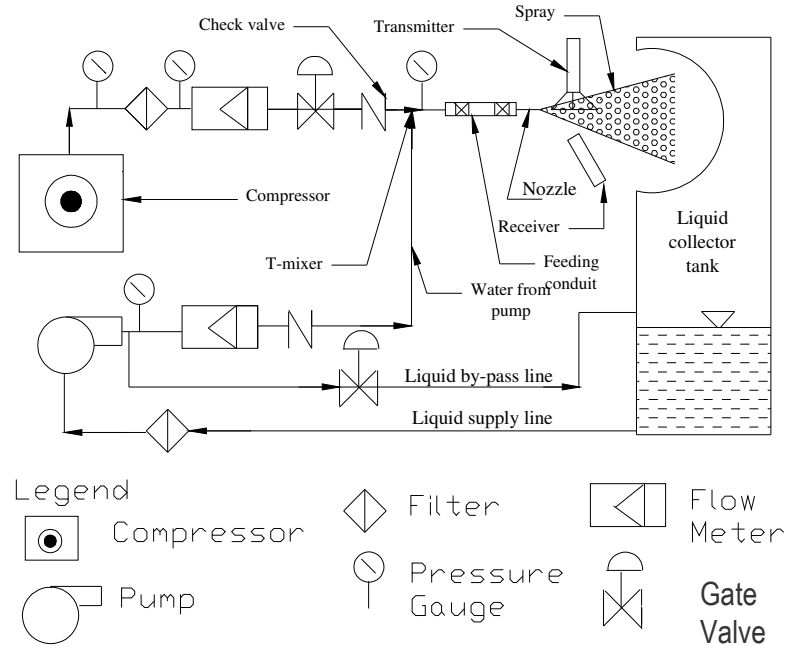 Spray
Transmitter
Check valve
Nozzle
Compressor
Receiver
Liquid
collector
tank
T-mixer
Feeding
conduit
Water from
pump
Liquid by-pass line
Liquid supply line
Legend
Compressor
Filter
Flow
Meter
Pump
Pressure
Gauge
Gate
Valve